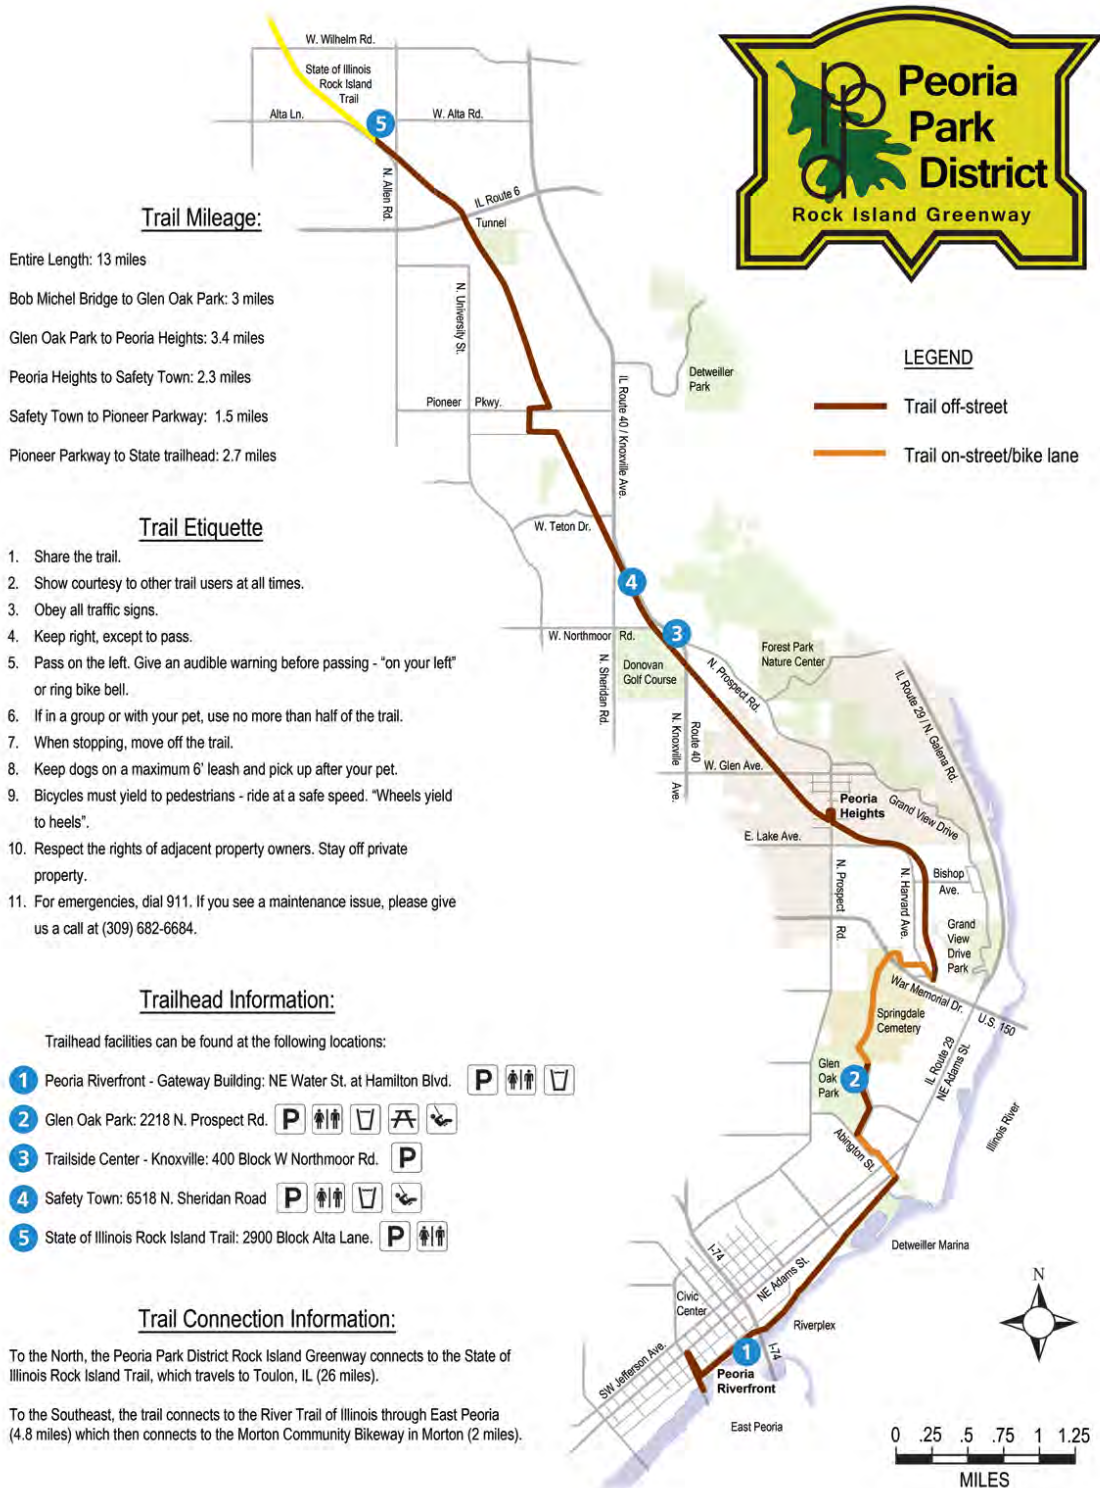 W. Wilhelm Rd.
State of Illinois
Rock Island
Trail
Alta Ln.
5
W. Alta Rd.
N. Allen Rd.
IL Route 6
Tunnel
Peoria
Park
District
Rock Island Greenway
Trail Mileage:
Entire Length: 13 miles
Bob Michel Bridge to Glen Oak Park: 3 miles
Glen Oak Park to Peoria Heights: 3.4 miles
Peoria Heights to Safety Town: 2.3 miles
Safety Town to Pioneer Parkway: 1.5 miles
Pioneer Parkway to State trailhead: 2.7 miles
N. University St.
Pioneer Pkwy.
IL Route 40 / Knoxville Ave.
Detweiller
Park
LEGEND
Trail off-street
Trail on-street/bike lane
Trail Etiquette
1. Share the trail.
2. Show courtesy to other trail users at all times.
3. Obey all traffic signs.
4. Keep right, except to pass.
5. Pass on the left. Give an audible warning before passing - “on your left”
or ring bike bell.
6. If in a group or with your pet, use no more than half of the trail.
7. When stopping, move off the trail.
8. Keep dogs on a maximum 6’ leash and pick up after your pet.
9. Bicycles must yield to pedestrians - ride at a safe speed. “Wheels yield
to heels”.
10. Respect the rights of adjacent property owners. Stay off private
property.
11. For emergencies, dial 911. If you see a maintenance issue, please give
us a call at (309) 682-6684.
W. Teton Dr.
4
W. Northmoor Rd.
3
Donovan
Golf Course
N. Sheridan Rd.
N. Prospect Rd.
Forest Park
Nature Center
IL Route 29 / N. Galena Rd.
Route 40
N. Knoxville Ave.
W. Glen Ave.
Peoria
Heights
Grand View Drive
E. Lake Ave.
N. Prospect Rd.
N. Harvard Ave.
Bishop
Ave.
Grand
View
Drive
Park
War Memorial Dr.
U.S. 150
Springdale
Cemetery
Glen
Oak
Park
2
IL Route 29
NE Adams St.
Illinois River
Abington St.
Detweiller Marina
I-74
NE Adams St.
Civic
Center
Riverplex
1
I-74
SW Jefferson Ave.
Peoria
Riverfront
East Peoria
N
0 .25 .5 .75 1 1.25
MILES
Trailhead Information:
Trailhead facilities can be found at the following locations:
1 Peoria Riverfront - Gateway Building: NE Water St. at Hamilton Blvd. P
2 Glen Oak Park: 2218 N. Prospect Rd. P
3 Trailside Center - Knoxville: 400 Block W Northmoor Rd. P
4 Safety Town: 6518 N. Sheridan Road P
5 State of Illinois Rock Island Trail: 2900 Block Alta Lane. P
Trail Connection Information:
To the North, the Peoria Park District Rock Island Greenway connects to the State of
Illinois Rock Island Trail, which travels to Toulon, IL (26 miles).
To the Southeast, the trail connects to the River Trail of Illinois through East Peoria
(4.8 miles) which then connects to the Morton Community Bikeway in Morton (2 miles).